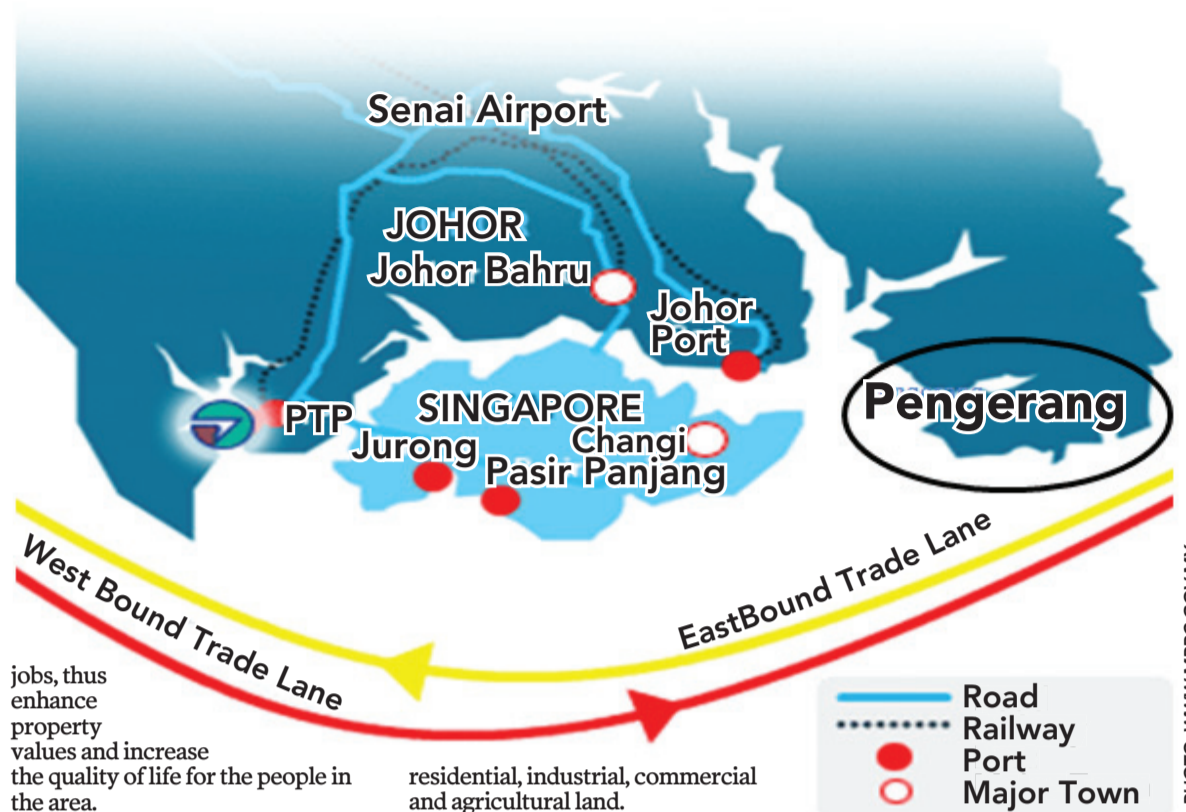 Senai Airport
JOHOR
Johor Bahru
Johor
Port
Pengerang
SINGAPORE
PTP
Changi
Jurong
Pasir Panjang
EastBound Trade Lane
West Bound Trade Lane
jobs, thus
enhance
property
values and increase
the quality of life for the people in
the area.
residential, industrial, commercial
and agricultural land.
Road
Railway
Port
Major Town